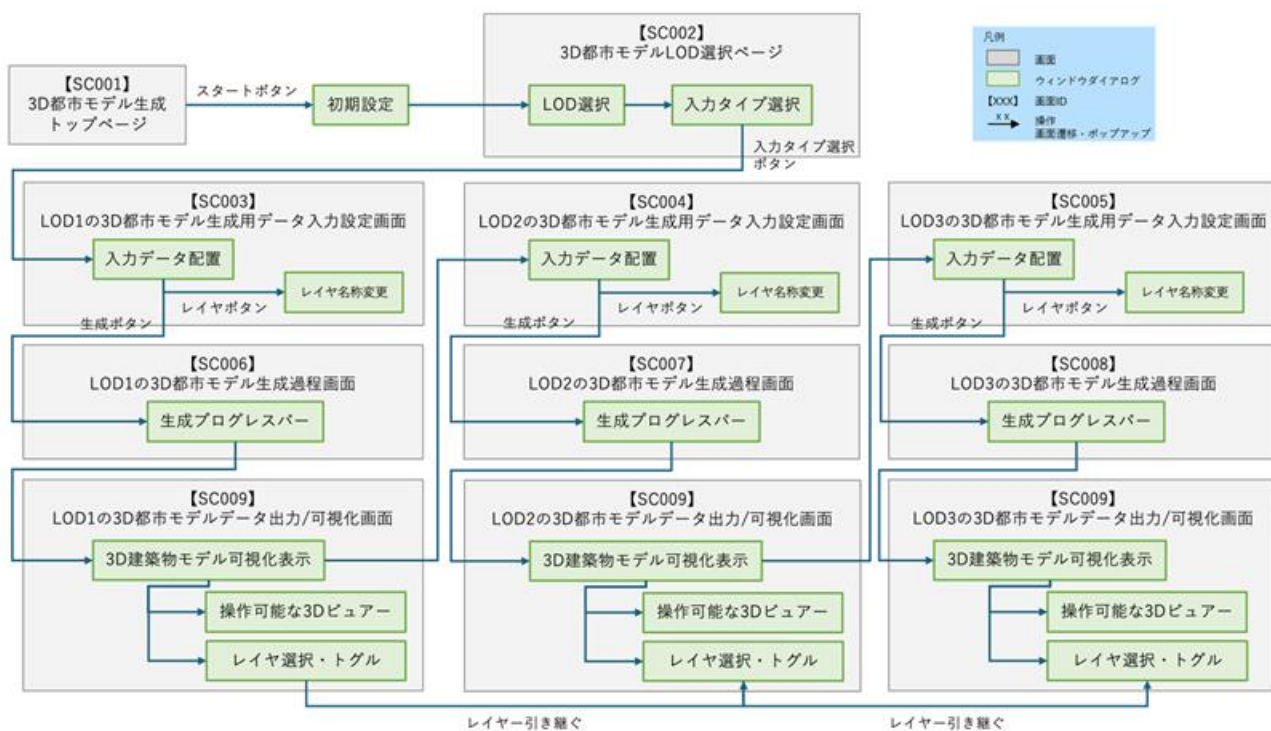 【SC001】
3D都市モデル生成
トップページ
スタートボタン
初期設定
【SC002】
3D都市モデルLOD選択ページ
LOD選択
入力タイプ選択
入力タイプ選択
ボタン
凡例
画面
ウィンドウダイアログ
【XXX】
画面ID
x x
操作
画面遷移・ポップアップ
【SC003】
LOD1の3D都市モデル生成用データ入力設定画面
入力データ配置
レイヤ名称変更
レイヤボタン
生成ボタン
【SC004】
LOD2の3D都市モデル生成用データ入力設定画面
入力データ配置
レイヤ名称変更
レイヤボタン
生成ボタン
【SC005】
LOD3の3D都市モデル生成用データ入力設定画面
入力データ配置
レイヤ名称変更
レイヤボタン
生成ボタン
【SC006】
LOD1の3D都市モデル生成過程画面
生成プログレスバー
【SC007】
LOD2の3D都市モデル生成過程画面
生成プログレスバー
【SC008】
LOD3の3D都市モデル生成過程画面
生成プログレスバー
【SC009】
LOD1の3D都市モデルデータ出力/可視化画面
3D建築物モデル可視化表示
操作可能な3Dビュアー
レイヤ選択・トグル
【SC009】
LOD2の3D都市モデルデータ出力/可視化画面
3D建築物モデル可視化表示
操作可能な3Dビュアー
レイヤ選択・トグル
【SC009】
LOD3の3D都市モデルデータ出力/可視化画面
3D建築物モデル可視化表示
操作可能な3Dビュアー
レイヤ選択・トグル
レイヤー引き継ぐ
レイヤー引き継ぐ